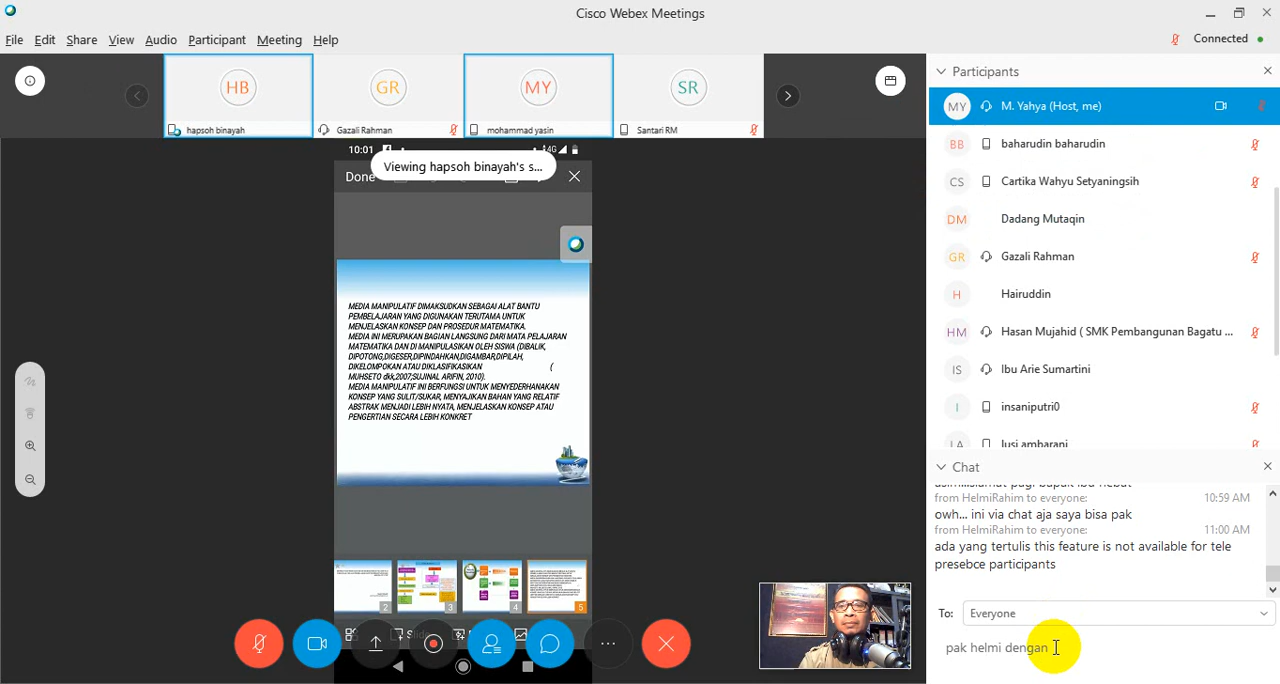 Cisco Webex Meetings
File Edit Share View Audio Participant Meeting Help
Connected
HB
hapsoh binayah
GR
Gazali Rahman
MY
mohammad yasin
SR
Santari RM
10:01
4G
Viewing hapsoh binayah's s...
Done
MEDIA MANIPULATIF DIMAKSUDKAN SEBAGAI ALAT BANTU
PEMBELAJARAN YANG DIGUNAKAN TERUTAMA UNTUK
MENJELASKAN KONSEP DAN PROSEDUR MATEMATIKA.
MEDIA INI MERUPAKAN BAGIAN LANGSUNG DARI MATA PELAJARAN
MATEMATIKA DAN DI MANIPULASIKAN OLEH SISWA (DIBALIK,
DIPOTONG,DIGESER,DIPINDAHKAN,DIGAMBAR,DIPILAH,
DIKELOMPOKAN ATAU DIKLASIFIKASIKAN (
MUHSETO dkk,2007;SUJINAL ARIFIN, 2010).
MEDIA MANIPULATIF INI BERFUNGSI UNTUK MENYEDERHANAKAN
KONSEP YANG SULIT/SUKAR, MENYAJIKAN BAHAN YANG RELATIF
ABSTRAK MENJADI LEBIH NYATA, MENJELASKAN KONSEP ATAU
PENGERTIAN SECARA LEBIH KONKRET
2
3
4
5
Participants
MY M. Yahya (Host, me)
BB baharudin baharudin
CS Cartika Wahyu Setyaningsih
DM Dadang Mutaqin
GR Gazali Rahman
H Hairuddin
HM Hasan Mujahid ( SMK Pembangunan Bagatu ...
IS Ibu Arie Sumartini
I insaniputri0
LA lusi ambarani
Chat
from HelmiRahim to everyone: 10:59 AM
owh... ini via chat aja saya bisa pak
from HelmiRahim to everyone: 11:00 AM
ada yang tertulis this feature is not available for tele
presebce participants
To: Everyone
pak helmi dengan